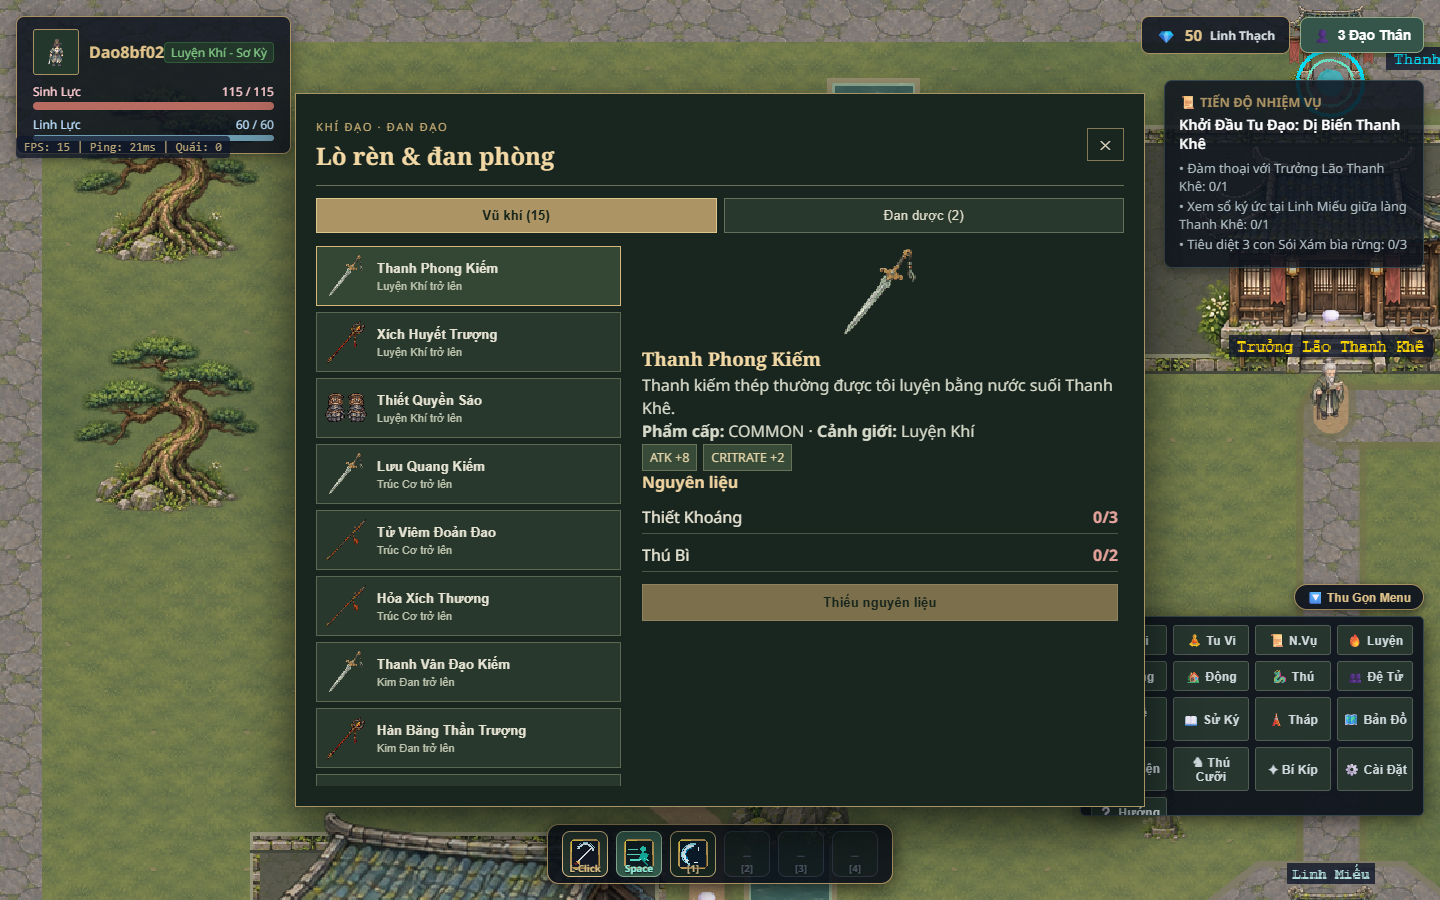 Dao8bf02 Luyện Khí - Sơ Kỳ
Sinh Lực 115 / 115
Linh Lực 60 / 60
FPS: 15 | Ping: 21ms | Quái: 0
50 Linh Thạch
3 Đạo Thân
Thanh
TIẾN ĐỘ NHIỆM VỤ
Khởi Đầu Tu Đạo: Dị Biến Thanh
Khê
• Đàm thoại với Trưởng Lão Thanh
Khê: 0/1
• Xem sổ ký ức tại Linh Miếu giữa làng
Thanh Khê: 0/1
• Tiêu diệt 3 con Sói Xám bìa rừng: 0/3
Trưởng Lão Thanh Khê
KHÍ ĐẠO · ĐAN ĐẠO
Lò rèn & đan phòng
×
Vũ khí (15)
Đan dược (2)
Thanh Phong Kiếm
Luyện Khí trở lên
Xích Huyết Trượng
Luyện Khí trở lên
Thiết Quyền Sáo
Luyện Khí trở lên
Lưu Quang Kiếm
Trúc Cơ trở lên
Tử Viêm Đoản Đao
Trúc Cơ trở lên
Hỏa Xích Thương
Trúc Cơ trở lên
Thanh Vân Đạo Kiếm
Kim Đan trở lên
Hàn Băng Thần Trượng
Kim Đan trở lên
Thanh Phong Kiếm
Thanh kiếm thép thường được tôi luyện bằng nước suối Thanh
Khê.
Phẩm cấp: COMMON · Cảnh giới: Luyện Khí
ATK +8 CRITRATE +2
Nguyên liệu
Thiết Khoáng 0/3
Thú Bì 0/2
Thiếu nguyên liệu
Thu Gọn Menu
Tu Vi
N.Vụ
Luyện
Động
Thú
Đệ Tử
Sử Ký
Tháp
Bản Đồ
Thú
Cưỡi
Bí Kíp
Cài Đặt
Hướng
L-Click
Space
[1]
[2]
[3]
[4]
Linh Miếu